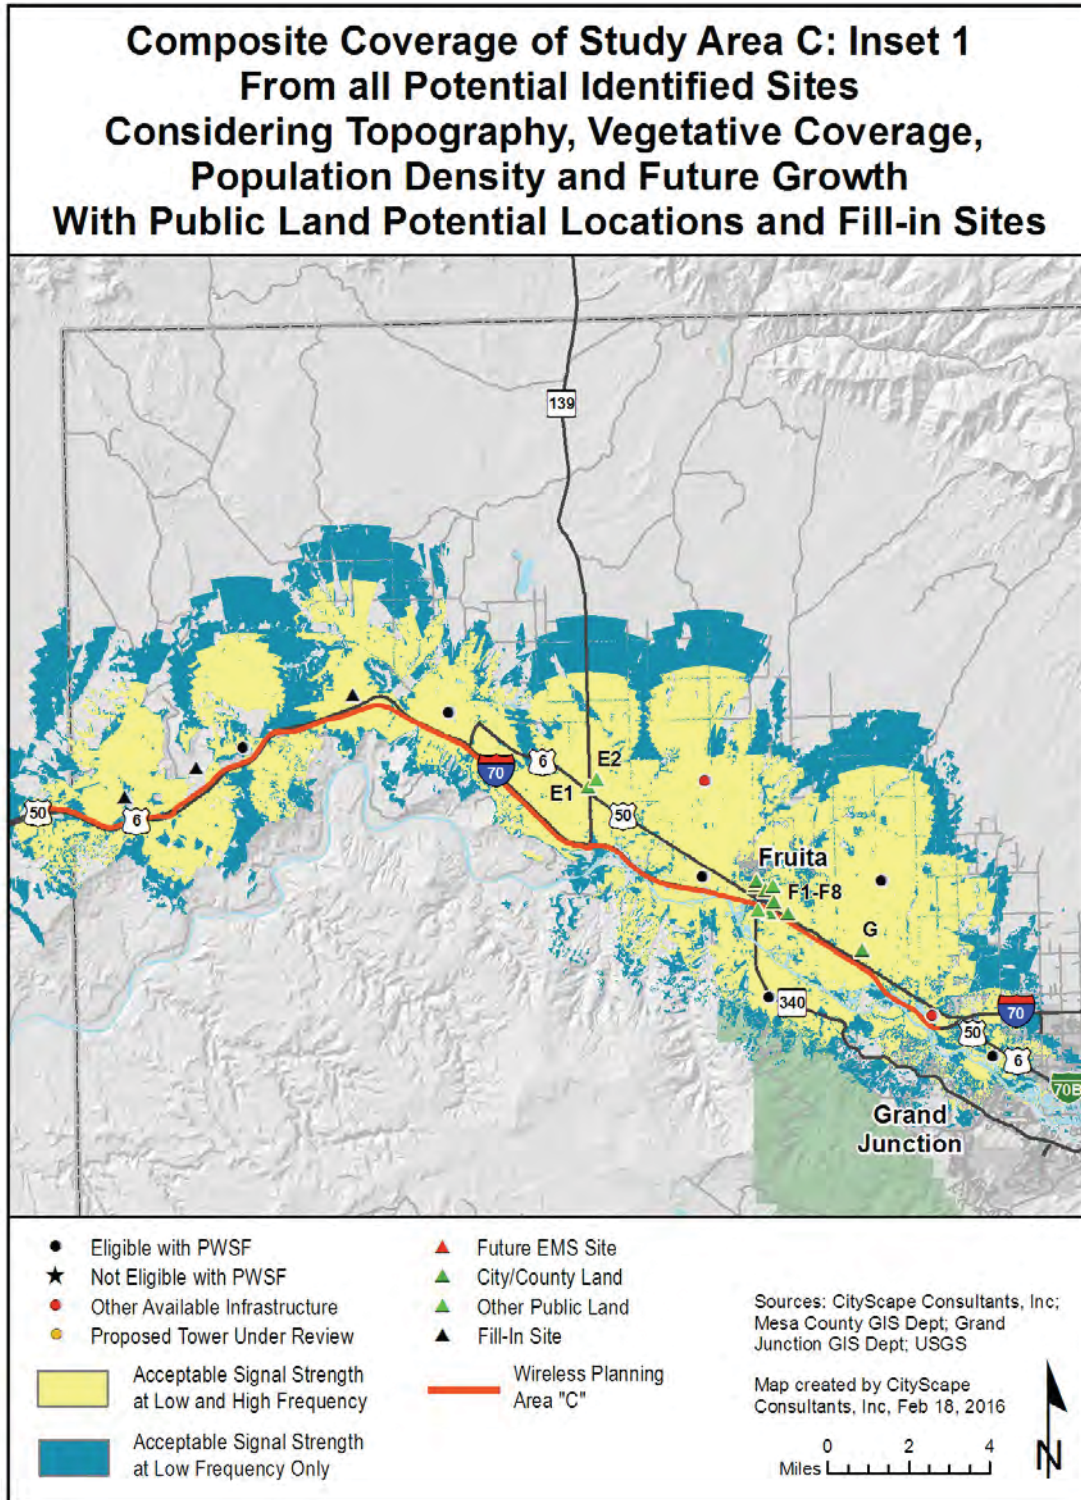 Composite Coverage of Study Area C: Inset 1
From all Potential Identified Sites
Considering Topography, Vegetative Coverage,
Population Density and Future Growth
With Public Land Potential Locations and Fill-in Sites
139
E2
6
70
E1
50
50
6
Fruita
F1-F8
G
340
70
50
6
70B
Grand
Junction
Eligible with PWSF
Not Eligible with PWSF
Other Available Infrastructure
Proposed Tower Under Review
Acceptable Signal Strength
at Low and High Frequency
Acceptable Signal Strength
at Low Frequency Only
Future EMS Site
City/County Land
Other Public Land
Fill-In Site
Wireless Planning
Area "C"
Sources: CityScape Consultants, Inc;
Mesa County GIS Dept; Grand
Junction GIS Dept; USGS
Map created by CityScape
Consultants, Inc, Feb 18, 2016
0 2 4
Miles
N